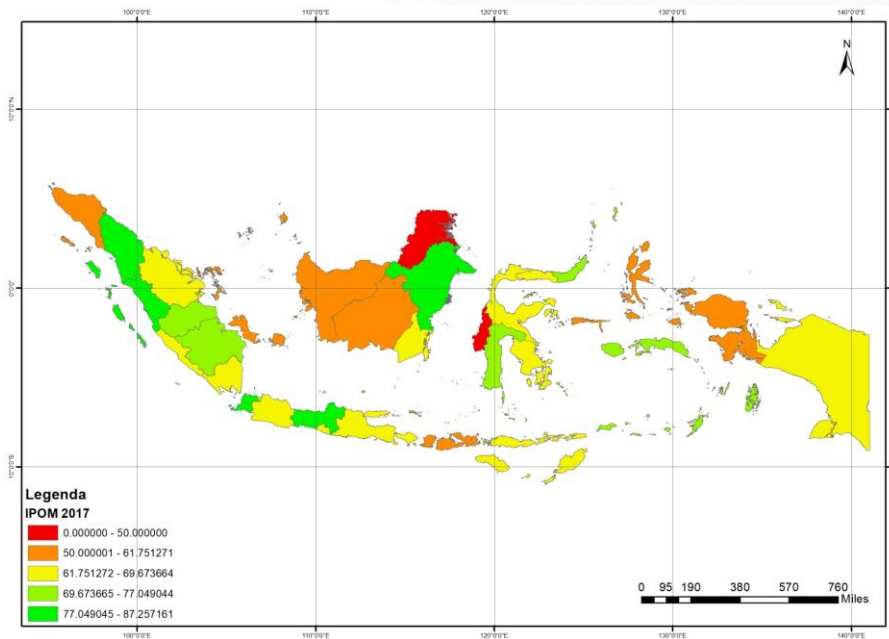 100°0'0"E 110°0'0"E 120°0'0"E 130°0'0"E 140°0'0"E
N
10°0'0"N
0°0'0"
10°0'0"S
Legenda
IPOM 2017
0.000000 - 50.000000
50.000001 - 61.751271
61.751272 - 69.673664
69.673665 - 77.049044
77.049045 - 87.257161
0 95 190 380 570 760
Miles
100°0'0"E 110°0'0"E 120°0'0"E 130°0'0"E 140°0'0"E